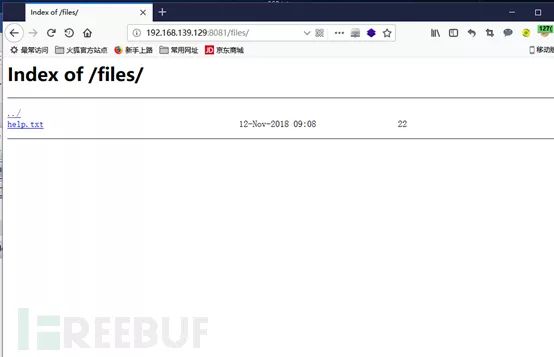 Index of /files/
192.168.139.129:8081/files/
最常访问 火狐官方站点 新手上路 常用网址 JD 京东商城 移动版
Index of /files/
../
help.txt 12-Nov-2018 09:08 22
FREEBUF